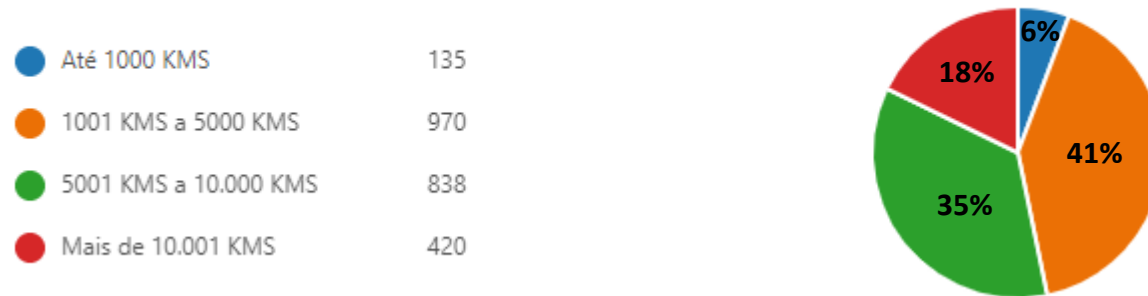 Até 1000 KMS 135
1001 KMS a 5000 KMS 970
5001 KMS a 10.000 KMS 838
Mais de 10.001 KMS 420
6%
18%
41%
35%